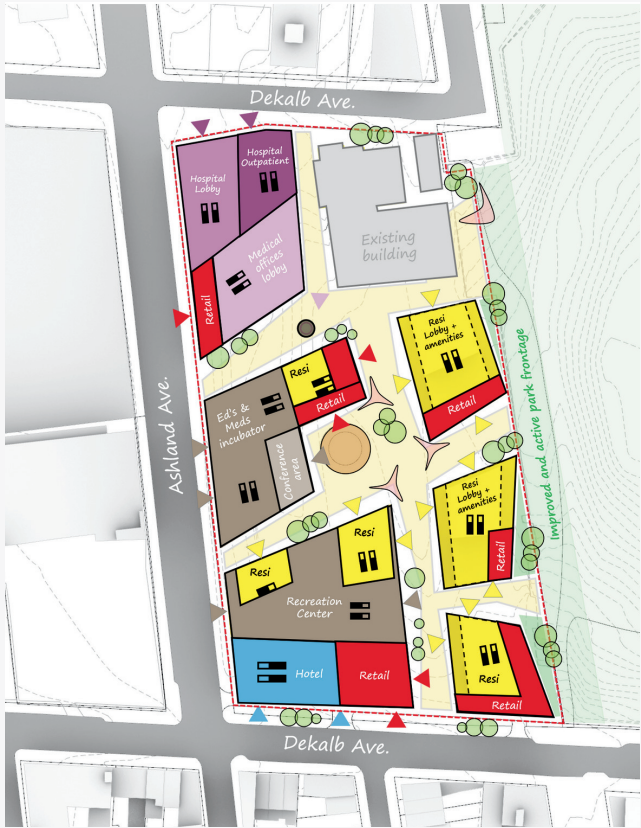 Dekalb Ave.
Hospital
Outpatient
Hospital
Lobby
Medical
offices
lobby
Existing
building
Retail
Resi
Lobby +
amenities
Resi
Retail
Retail
Ed's &
Meds
incubator
Conference
area
Ashland Ave.
Improved and active park frontage
Resi
Lobby +
amenities
Retail
Resi
Resi
Recreation
Center
Hotel
Retail
Resi
Retail
Dekalb Ave.